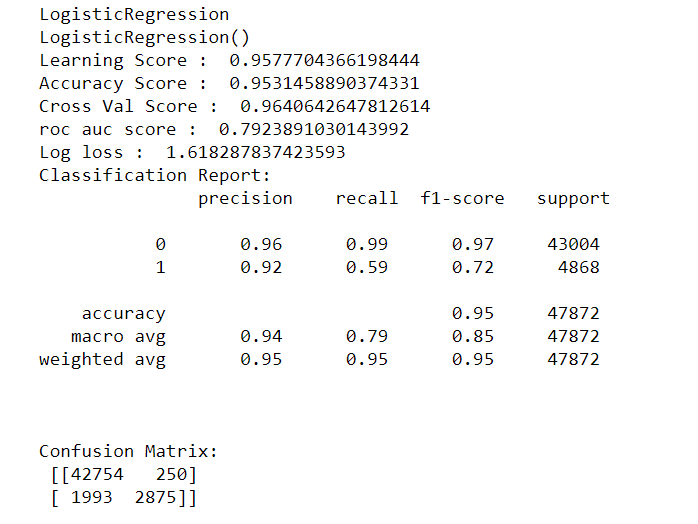 LogisticRegression
LogisticRegression()
Learning Score :  0.9577704366198444
Accuracy Score :  0.9531458890374331
Cross Val Score :  0.9640642647812614
roc auc score :  0.7923891030143992
Log loss :  1.618287837423593
Classification Report:
               precision    recall  f1-score   support
           0       0.96      0.99      0.97     43004
           1       0.92      0.59      0.72      4868
    accuracy                           0.95     47872
   macro avg       0.94      0.79      0.85     47872
weighted avg       0.95      0.95      0.95     47872
Confusion Matrix:
 [[42754   250]
 [ 1993  2875]]